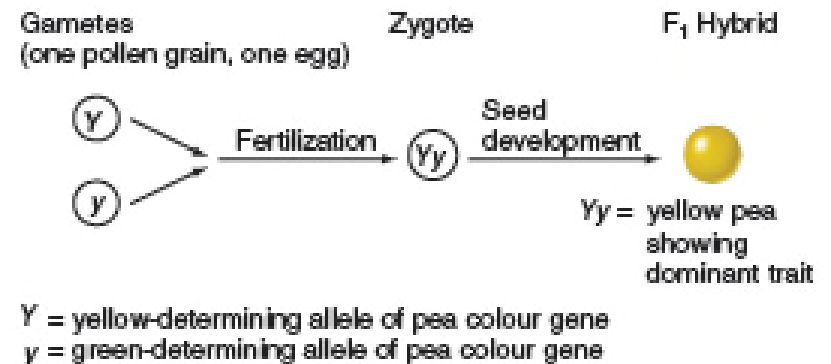 Gametes
(one pollen grain, one egg)
Zygote
F₁ Hybrid
Y
y
Fertilization
Yy
Seed
development
Yy = yellow pea
showing
dominant trait
Y = yellow-determining allele of pea colour gene
y = green-determining allele of pea colour gene